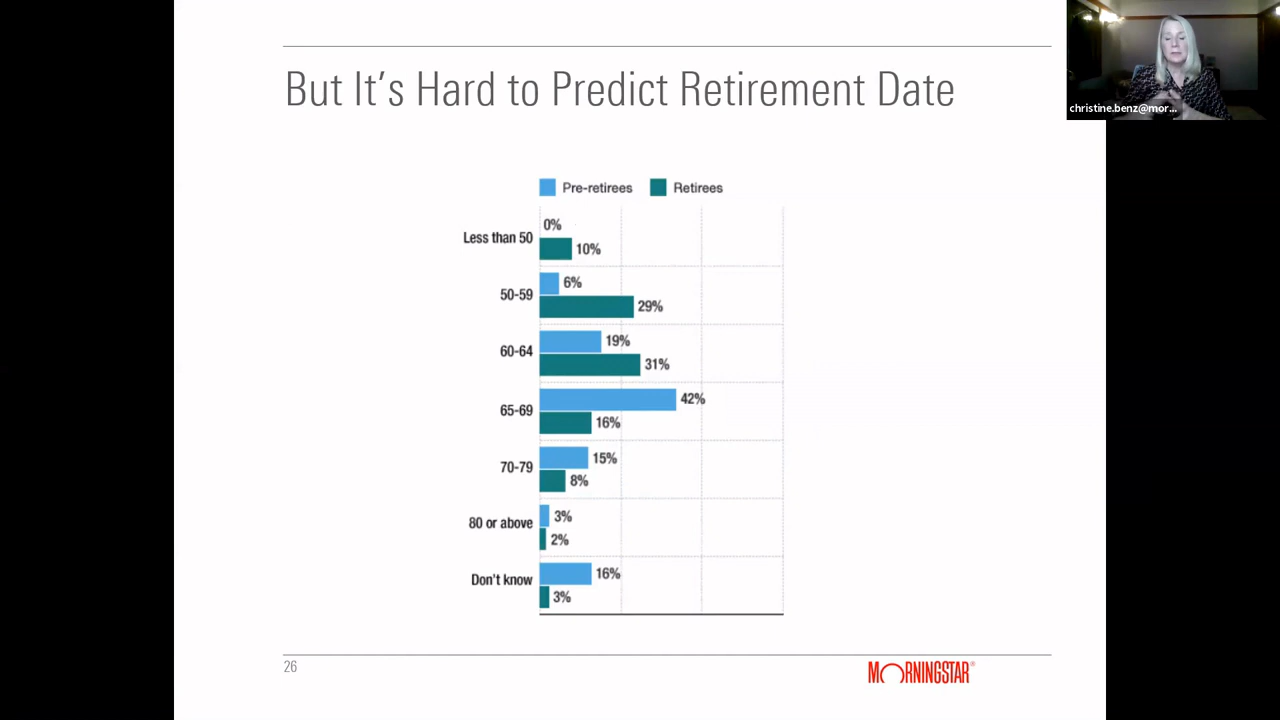 But It's Hard to Predict Retirement Date
christine.benz@mor...
Pre-retirees Retirees
Less than 50
0%
10%
50-59
6%
29%
60-64
19%
31%
65-69
42%
16%
70-79
15%
8%
80 or above
3%
2%
Don't know
16%
3%
26
MORNINGSTAR®